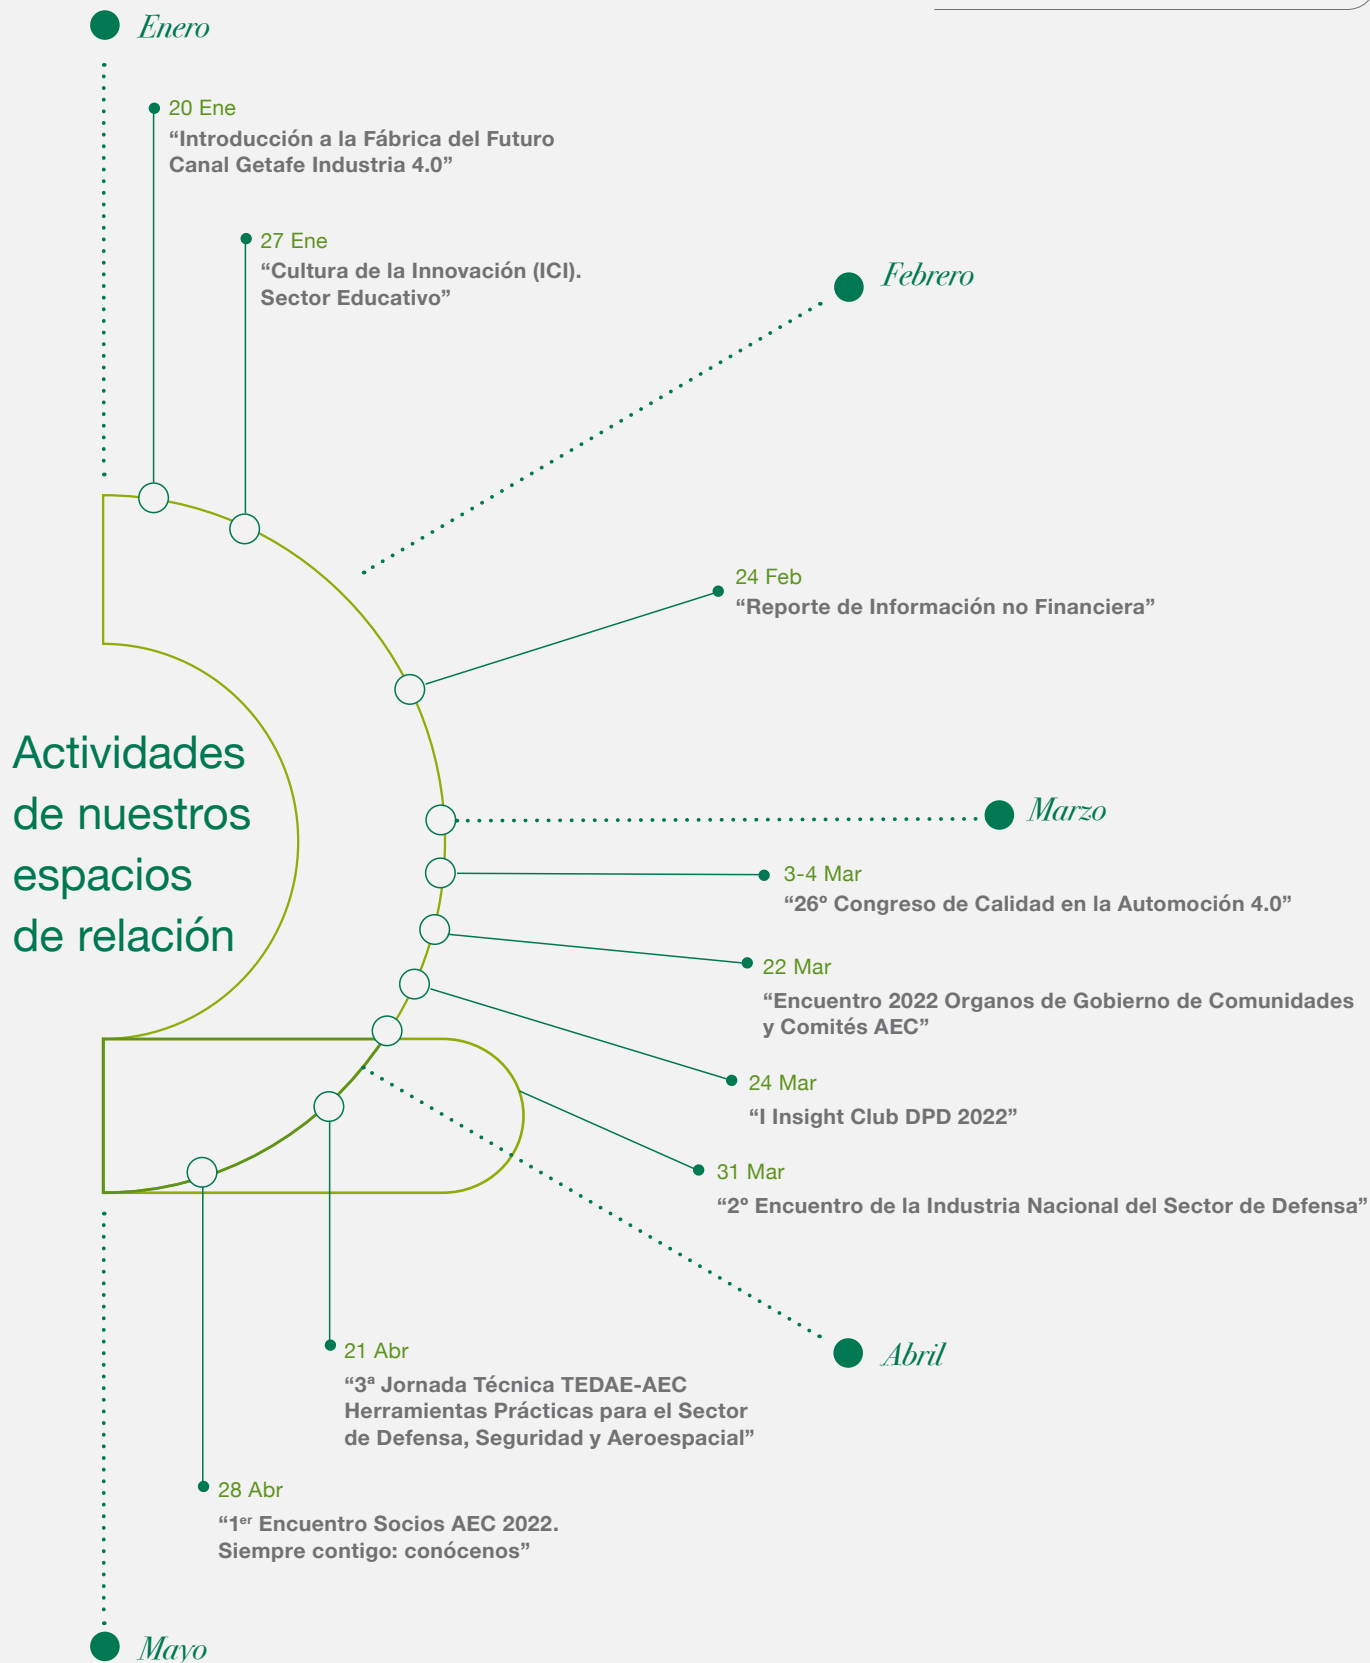 Enero
20 Ene
“Introducción a la Fábrica del Futuro
Canal Getafe Industria 4.0”
27 Ene
“Cultura de la Innovación (ICI).
Sector Educativo”
Febrero
24 Feb
“Reporte de Información no Financiera”
Actividades
de nuestros
espacios
de relación
Marzo
3-4 Mar
“26º Congreso de Calidad en la Automoción 4.0”
22 Mar
“Encuentro 2022 Organos de Gobierno de Comunidades
y Comités AEC”
24 Mar
“I Insight Club DPD 2022”
31 Mar
“2º Encuentro de la Industria Nacional del Sector de Defensa”
Abril
21 Abr
“3ª Jornada Técnica TEDAE-AEC
Herramientas Prácticas para el Sector
de Defensa, Seguridad y Aeroespacial”
28 Abr
“1er Encuentro Socios AEC 2022.
Siempre contigo: conócenos”
Mayo